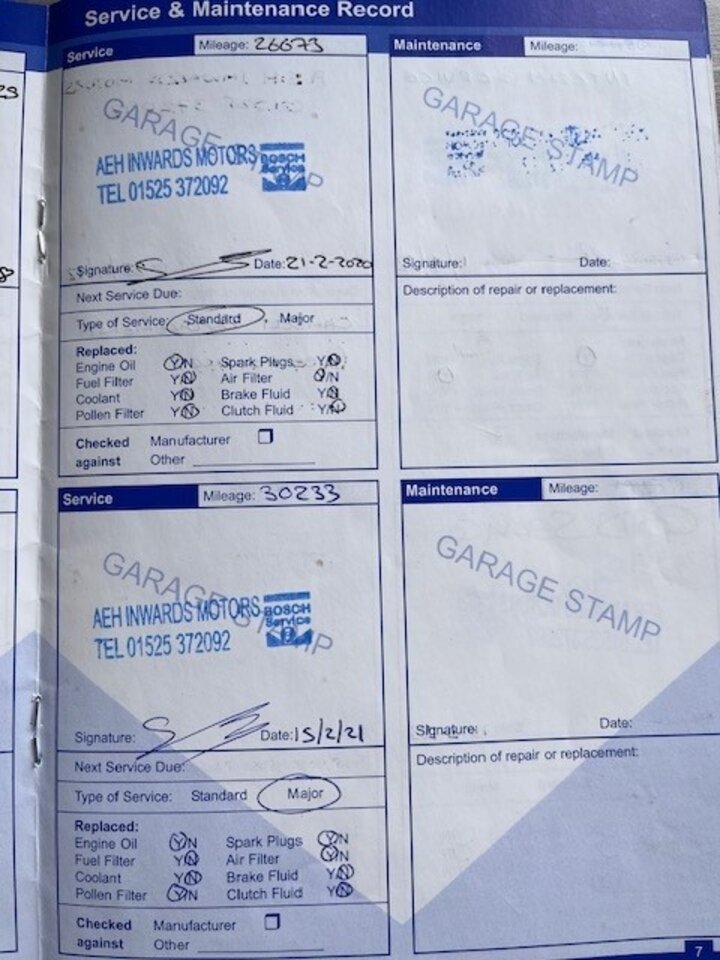 Service & Maintenance Record
Service Mileage: 26673
GARAGE STAMP
AEH INWARDS MOTORS BOSCH
TEL 01525 372092 Service
Signature: Date: 21-2-2020
Next Service Due:
Type of Service: Standard Major
Replaced:
Engine Oil Y/N Spark Plugs Y/N
Fuel Filter Y/N Air Filter Y/N
Coolant Y/N Brake Fluid Y/N
Pollen Filter Y/N Clutch Fluid Y/N
Checked Manufacturer
against Other
Maintenance Mileage:
GARAGE STAMP
Signature: Date:
Description of repair or replacement:
Service Mileage: 30233
GARAGE STAMP
AEH INWARDS MOTORS BOSCH
TEL 01525 372092 Service
Signature: Date: 15/2/21
Next Service Due:
Type of Service: Standard Major
Replaced:
Engine Oil Y/N Spark Plugs Y/N
Fuel Filter Y/N Air Filter Y/N
Coolant Y/N Brake Fluid Y/N
Pollen Filter Y/N Clutch Fluid Y/N
Checked Manufacturer
against Other
Maintenance Mileage:
GARAGE STAMP
Signature: Date:
Description of repair or replacement:
7